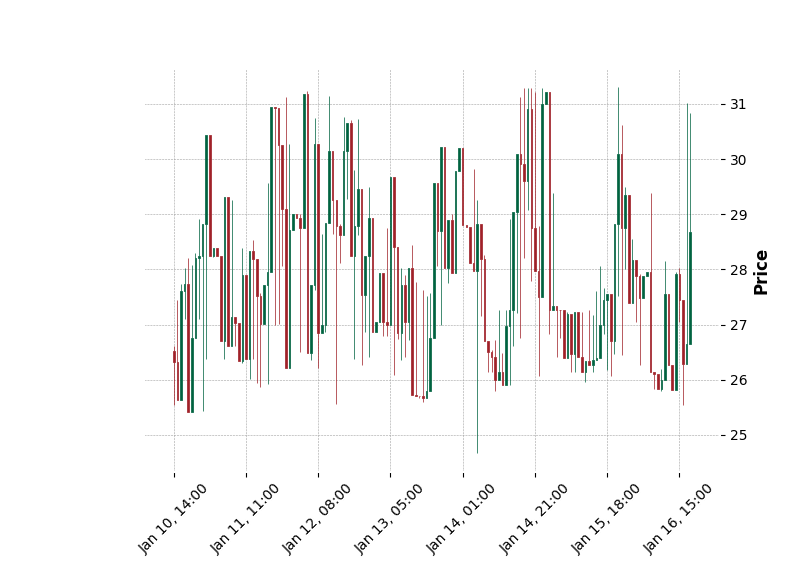 31
30
29
28
27
26
25
Price
Jan 10, 14:00
Jan 11, 11:00
Jan 12, 08:00
Jan 13, 05:00
Jan 14, 01:00
Jan 14, 21:00
Jan 15, 18:00
Jan 16, 15:00